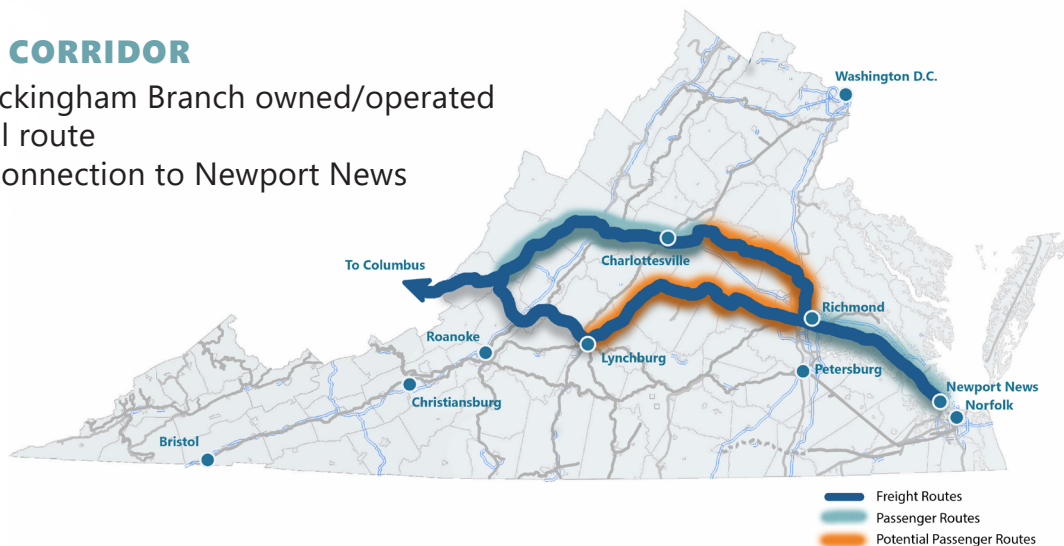 CORRIDOR
ckingham Branch owned/operated
l route
onnection to Newport News
Washington D.C.
Charlottesville
To Columbus
Richmond
Roanoke
Lynchburg
Petersburg
Newport News
Norfolk
Christiansburg
Bristol
Freight Routes
Passenger Routes
Potential Passenger Routes